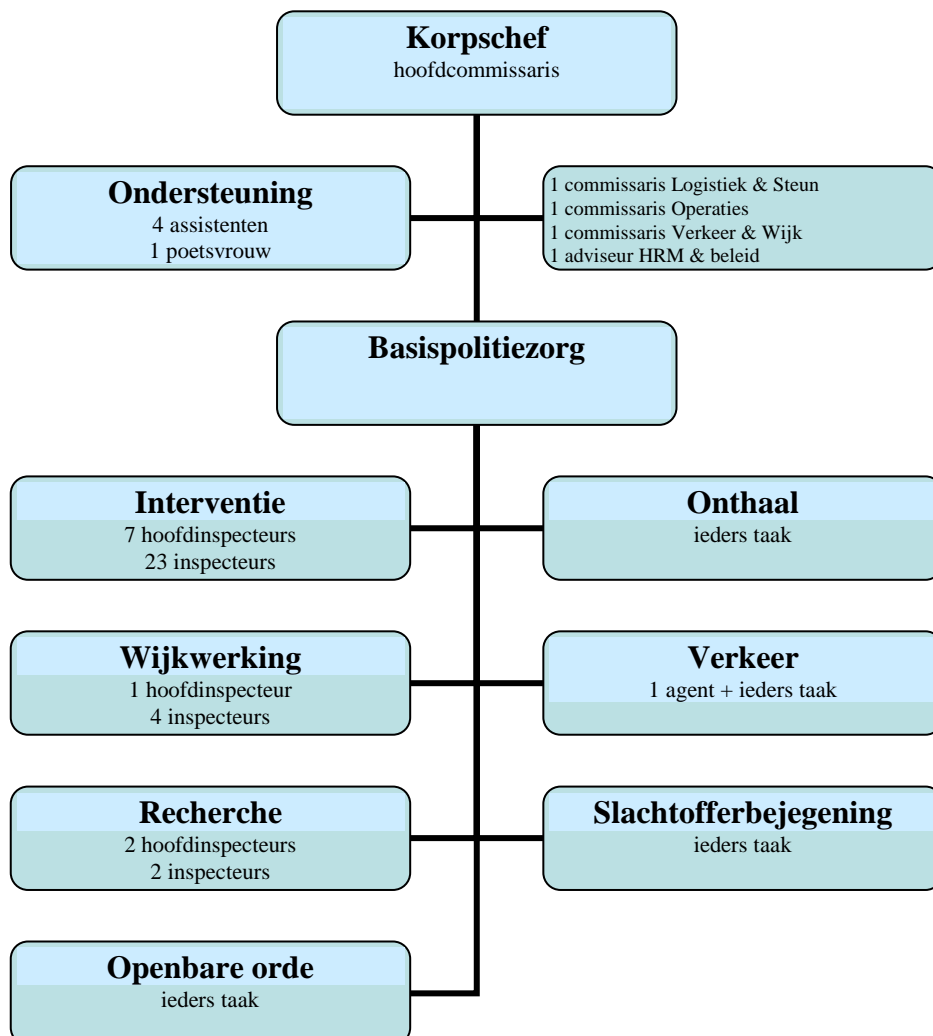 Korpschef
hoofdcommissaris
Ondersteuning
4 assistenten
1 poetsvrouw
1 commissaris Logistiek & Steun
1 commissaris Operaties
1 commissaris Verkeer & Wijk
1 adviseur HRM & beleid
Basispolitiezorg
Interventie
7 hoofdinspecteurs
23 inspecteurs
Onthaal
ieders taak
Wijkwerking
1 hoofdinspecteur
4 inspecteurs
Verkeer
1 agent + ieders taak
Recherche
2 hoofdinspecteurs
2 inspecteurs
Slachtofferbejegening
ieders taak
Openbare orde
ieders taak